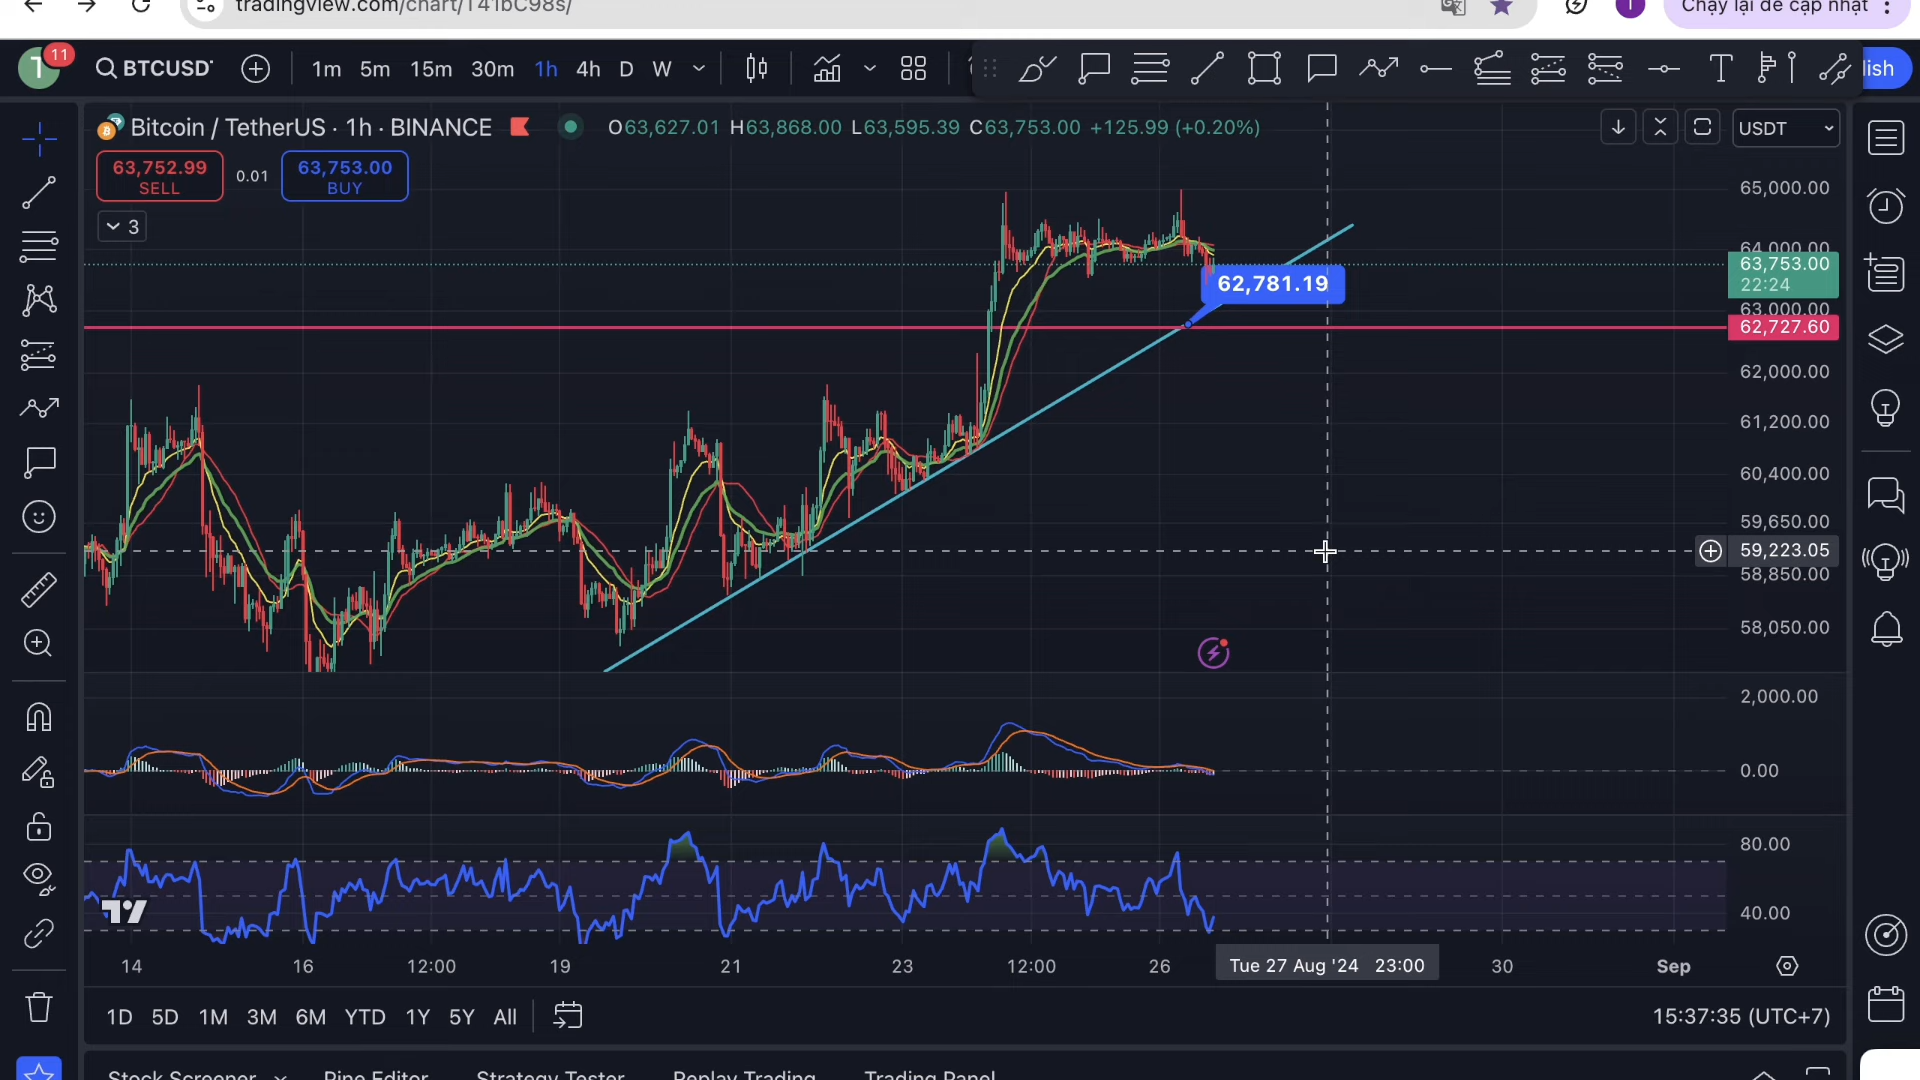 tradingview.com/chart/T41bC98s/
Chạy lại để cập nhật
11
BTCUSDT
1m 5m 15m 30m 1h 4h D W
lish
Bitcoin / TetherUS · 1h · BINANCE
O63,627.01 H63,868.00 L63,595.39 C63,753.00 +125.99 (+0.20%)
USDT
63,752.99
SELL
0.01
63,753.00
BUY
3
65,000.00
64,000.00
63,753.00
22:24
63,000.00
62,727.60
62,781.19
62,000.00
61,200.00
60,400.00
59,650.00
59,223.05
58,850.00
58,050.00
2,000.00
0.00
80.00
40.00
14 16 12:00 19 21 23 12:00 26 Tue 27 Aug '24 23:00 30 Sep
1D 5D 1M 3M 6M YTD 1Y 5Y All
15:37:35 (UTC+7)
Stock Screener Pine Editor Strategy Tester Replay Trading Trading Panel